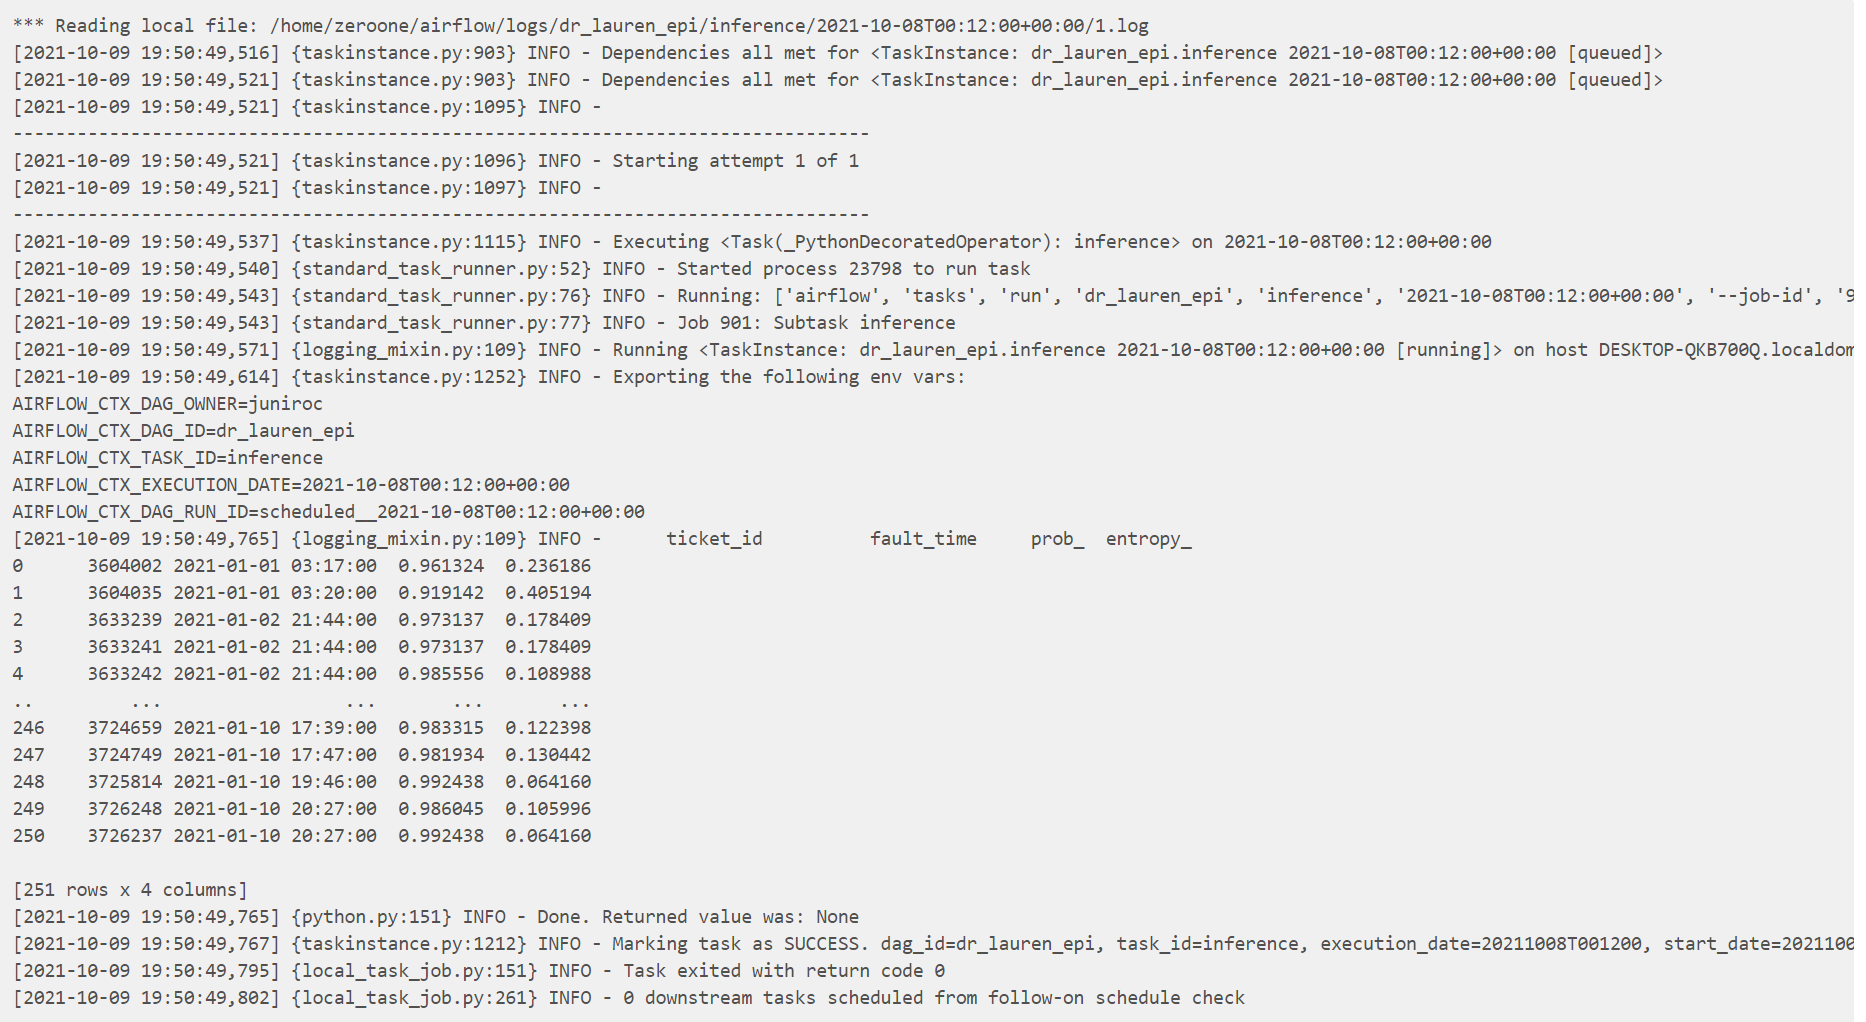 *** Reading local file: /home/zeroone/airflow/logs/dr_lauren_epi/inference/2021-10-08T00:12:00+00:00/1.log
[2021-10-09 19:50:49,516] {taskinstance.py:903} INFO - Dependencies all met for <TaskInstance: dr_lauren_epi.inference 2021-10-08T00:12:00+00:00 [queued]>
[2021-10-09 19:50:49,521] {taskinstance.py:903} INFO - Dependencies all met for <TaskInstance: dr_lauren_epi.inference 2021-10-08T00:12:00+00:00 [queued]>
[2021-10-09 19:50:49,521] {taskinstance.py:1095} INFO -
--------------------------------------------------------------------------------
[2021-10-09 19:50:49,521] {taskinstance.py:1096} INFO - Starting attempt 1 of 1
[2021-10-09 19:50:49,521] {taskinstance.py:1097} INFO -
--------------------------------------------------------------------------------
[2021-10-09 19:50:49,537] {taskinstance.py:1115} INFO - Executing <Task(_PythonDecoratedOperator): inference> on 2021-10-08T00:12:00+00:00
[2021-10-09 19:50:49,540] {standard_task_runner.py:52} INFO - Started process 23798 to run task
[2021-10-09 19:50:49,543] {standard_task_runner.py:76} INFO - Running: ['airflow', 'tasks', 'run', 'dr_lauren_epi', 'inference', '2021-10-08T00:12:00+00:00', '--job-id', '9
[2021-10-09 19:50:49,543] {standard_task_runner.py:77} INFO - Job 901: Subtask inference
[2021-10-09 19:50:49,571] {logging_mixin.py:109} INFO - Running <TaskInstance: dr_lauren_epi.inference 2021-10-08T00:12:00+00:00 [running]> on host DESKTOP-QKB700Q.localdom
[2021-10-09 19:50:49,614] {taskinstance.py:1252} INFO - Exporting the following env vars:
AIRFLOW_CTX_DAG_OWNER=juniroc
AIRFLOW_CTX_DAG_ID=dr_lauren_epi
AIRFLOW_CTX_TASK_ID=inference
AIRFLOW_CTX_EXECUTION_DATE=2021-10-08T00:12:00+00:00
AIRFLOW_CTX_DAG_RUN_ID=scheduled__2021-10-08T00:12:00+00:00
[2021-10-09 19:50:49,765] {logging_mixin.py:109} INFO -      ticket_id          fault_time     prob_  entropy_
0      3604002 2021-01-01 03:17:00  0.961324  0.236186
1      3604035 2021-01-01 03:20:00  0.919142  0.405194
2      3633239 2021-01-02 21:44:00  0.973137  0.178409
3      3633241 2021-01-02 21:44:00  0.973137  0.178409
4      3633242 2021-01-02 21:44:00  0.985556  0.108988
..         ...                 ...       ...       ...
246    3724659 2021-01-10 17:39:00  0.983315  0.122398
247    3724749 2021-01-10 17:47:00  0.981934  0.130442
248    3725814 2021-01-10 19:46:00  0.992438  0.064160
249    3726248 2021-01-10 20:27:00  0.986045  0.105996
250    3726237 2021-01-10 20:27:00  0.992438  0.064160
[251 rows x 4 columns]
[2021-10-09 19:50:49,765] {python.py:151} INFO - Done. Returned value was: None
[2021-10-09 19:50:49,767] {taskinstance.py:1212} INFO - Marking task as SUCCESS. dag_id=dr_lauren_epi, task_id=inference, execution_date=20211008T001200, start_date=2021100
[2021-10-09 19:50:49,795] {local_task_job.py:151} INFO - Task exited with return code 0
[2021-10-09 19:50:49,802] {local_task_job.py:261} INFO - 0 downstream tasks scheduled from follow-on schedule check